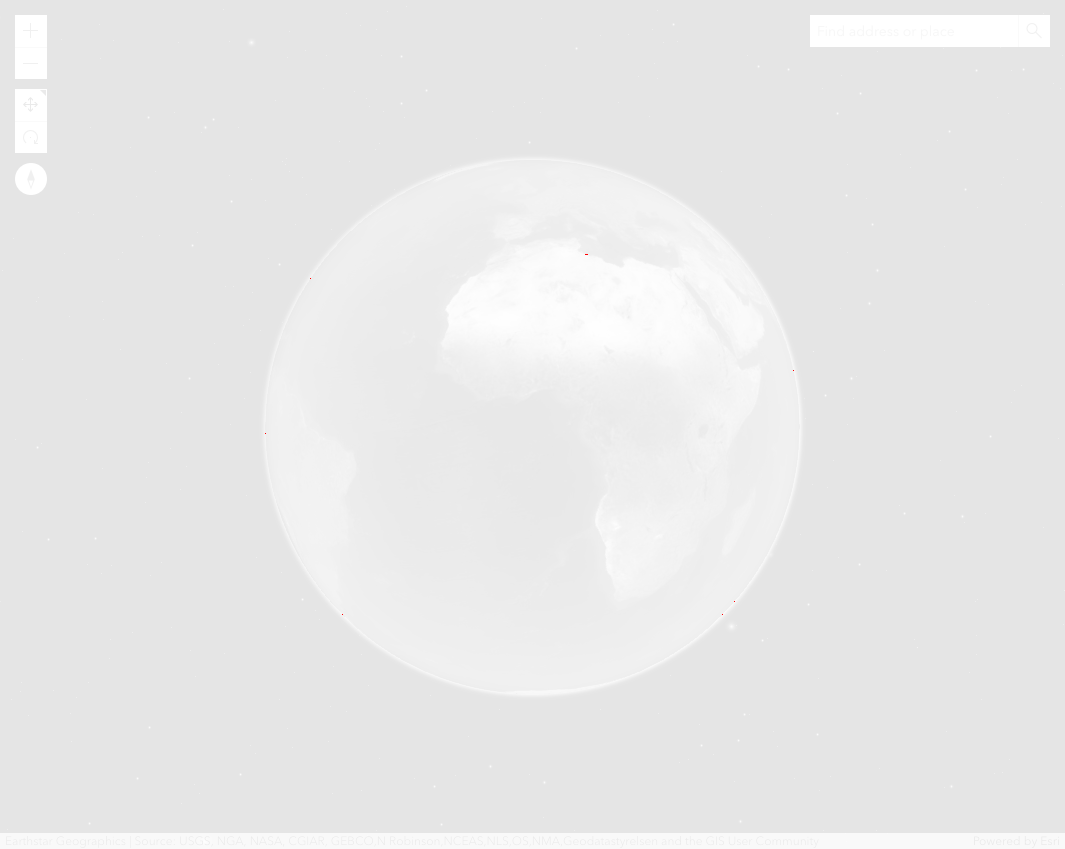 Find address or place
Earthstar Geographics | Source: USGS, NGA, NASA, CGIAR, GEBCO,N Robinson,NCEAS,NLS,OS,NMA,Geodatastyrelsen and the GIS User Community
Powered by Esri